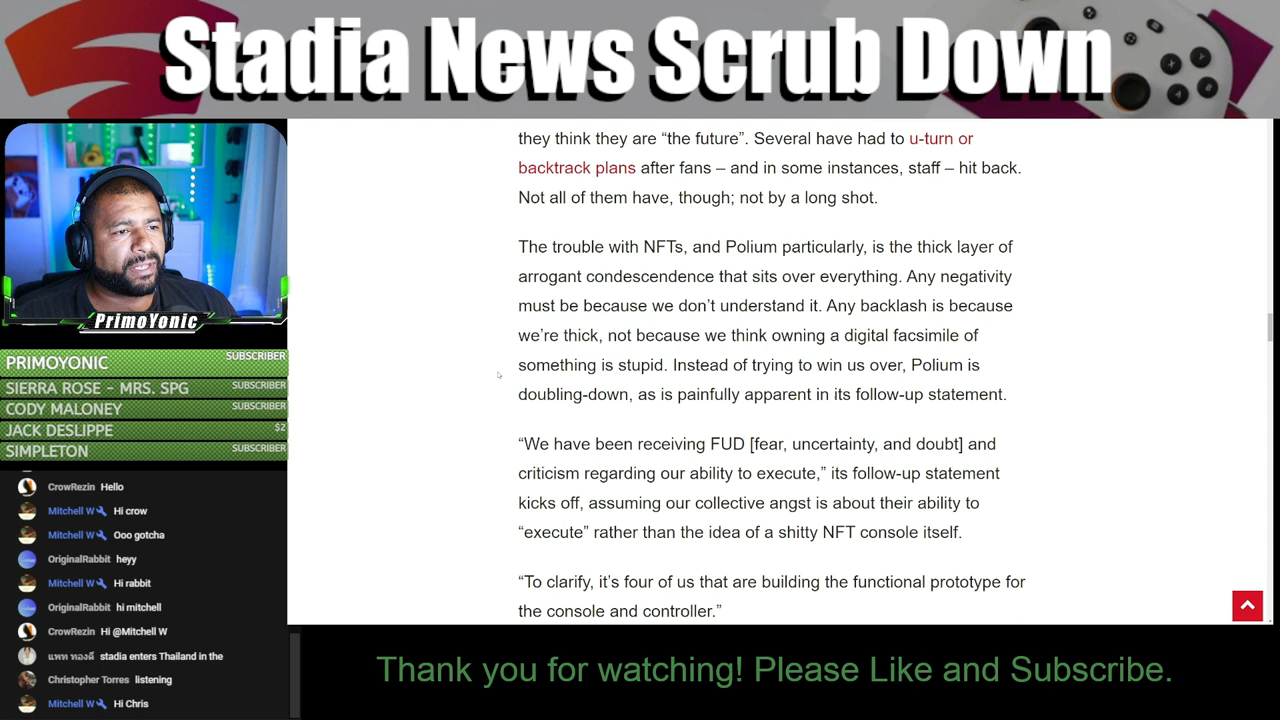 Stadia News Scrub Down
they think they are “the future”. Several have had to u-turn or
backtrack plans after fans – and in some instances, staff – hit back.
Not all of them have, though; not by a long shot.
The trouble with NFTs, and Polium particularly, is the thick layer of
arrogant condescendence that sits over everything. Any negativity
must be because we don’t understand it. Any backlash is because
we’re thick, not because we think owning a digital facsimile of
something is stupid. Instead of trying to win us over, Polium is
doubling-down, as is painfully apparent in its follow-up statement.
“We have been receiving FUD [fear, uncertainty, and doubt] and
criticism regarding our ability to execute,” its follow-up statement
kicks off, assuming our collective angst is about their ability to
“execute” rather than the idea of a shitty NFT console itself.
“To clarify, it’s four of us that are building the functional prototype for
the console and controller.”
PrimoYonic
PRIMOYONIC SUBSCRIBER
SIERRA ROSE - MRS. SPG SUBSCRIBER
CODY MALONEY SUBSCRIBER
JACK DESLIPPE $2
SIMPLETON SUBSCRIBER
CrowRezin Hello
Mitchell W Hi crow
Mitchell W Ooo gotcha
OriginalRabbit heyy
Mitchell W Hi rabbit
OriginalRabbit hi mitchell
CrowRezin Hi @Mitchell W
แพท ทองดี stadia enters Thailand in the
Christopher Torres listening
Mitchell W Hi Chris
Thank you for watching! Please Like and Subscribe.